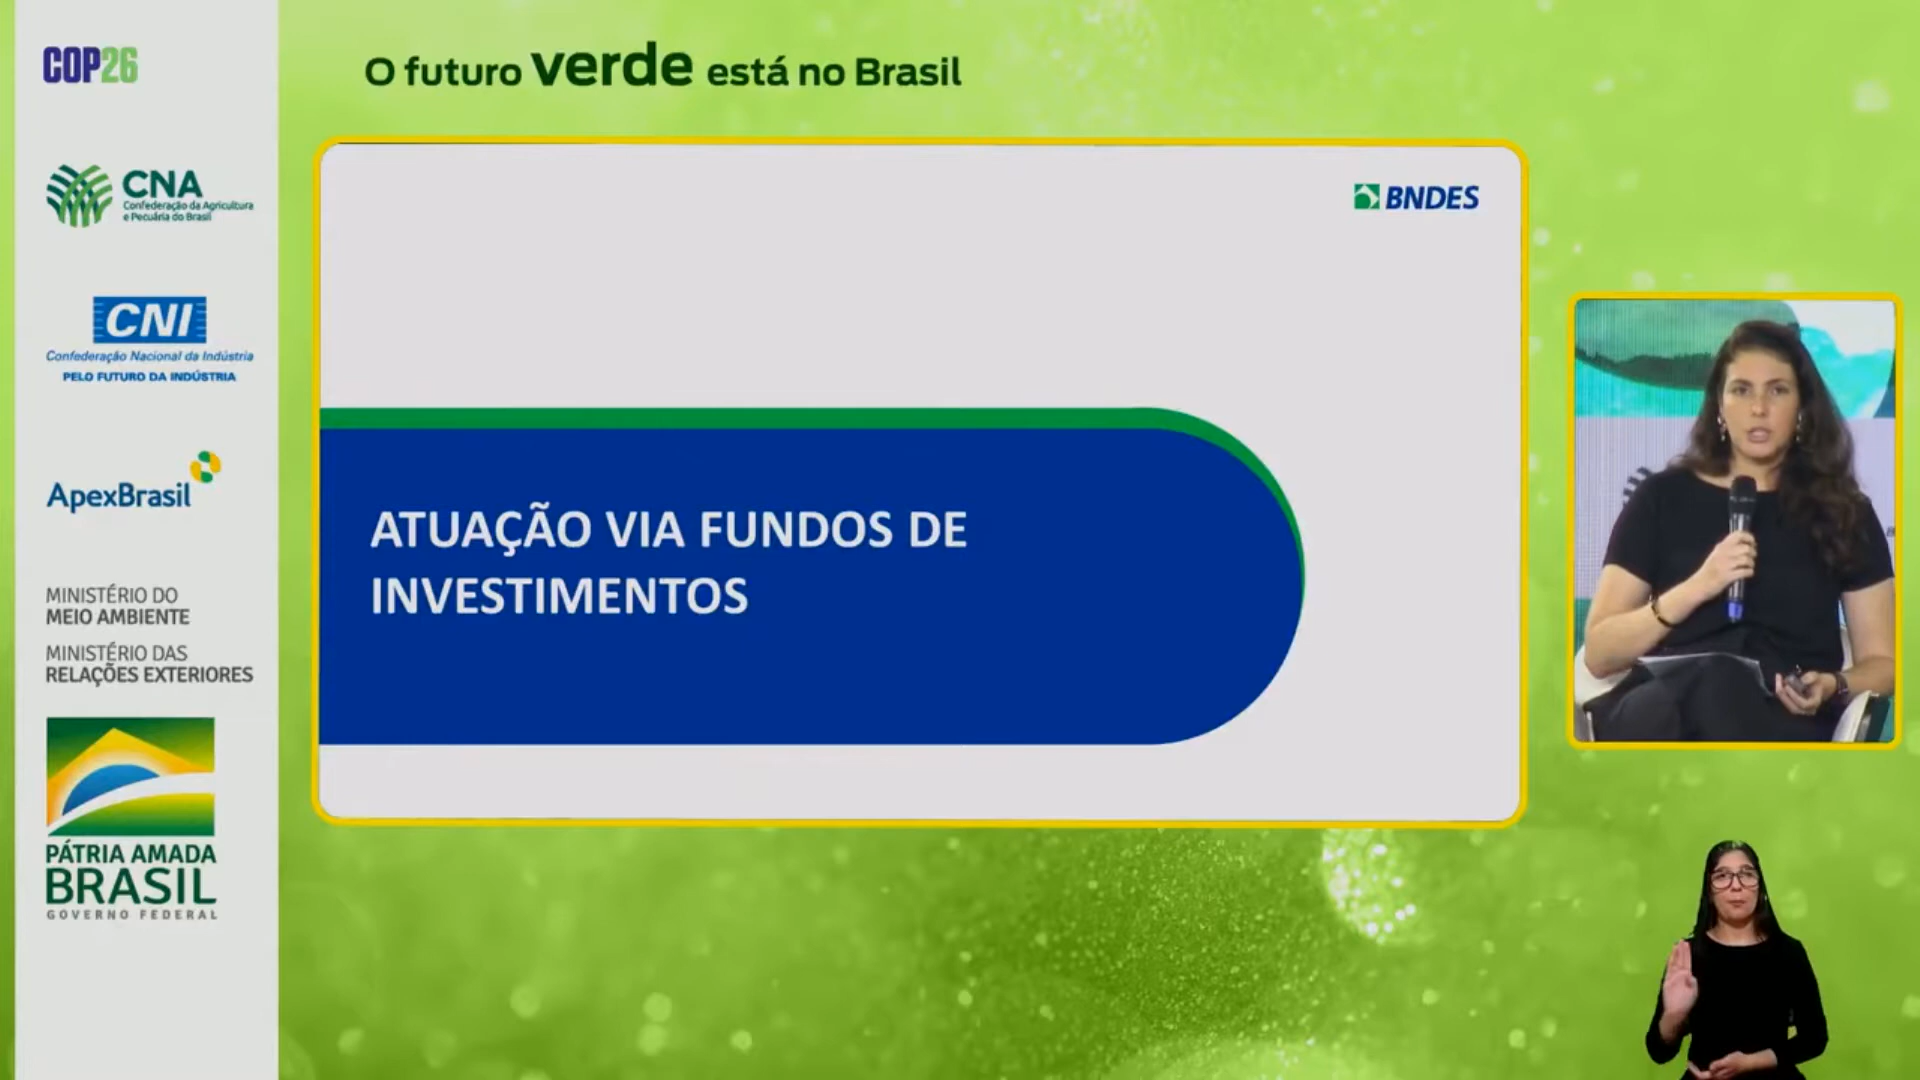 COP26
O futuro verde está no Brasil
CNA
Confederação da Agricultura
e Pecuária do Brasil
CNI
Confederação Nacional da Indústria
PELO FUTURO DA INDÚSTRIA
ApexBrasil
MINISTÉRIO DO
MEIO AMBIENTE
MINISTÉRIO DAS
RELAÇÕES EXTERIORES
PÁTRIA AMADA
BRASIL
GOVERNO FEDERAL
BNDES
ATUAÇÃO VIA FUNDOS DE
INVESTIMENTOS